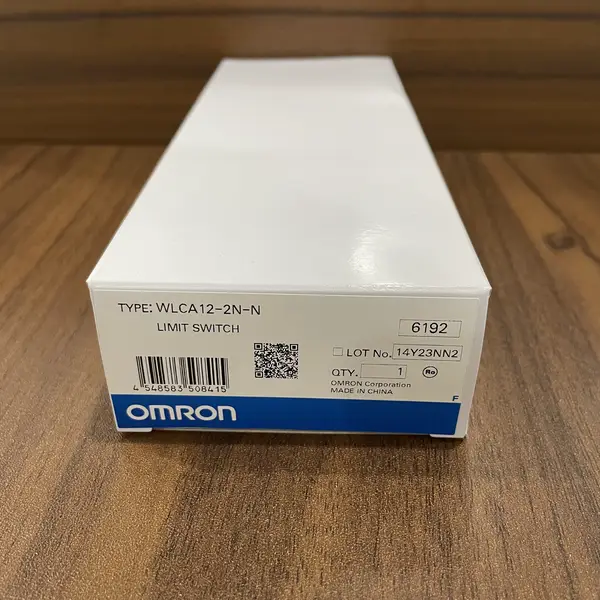 TYPE: WLCA12-2N-N
LIMIT SWITCH
6192
LOT No. 14Y23NN2
QTY. 1 Ro
OMRON Corporation
MADE IN CHINA
4 548583 508415
F
OMRON